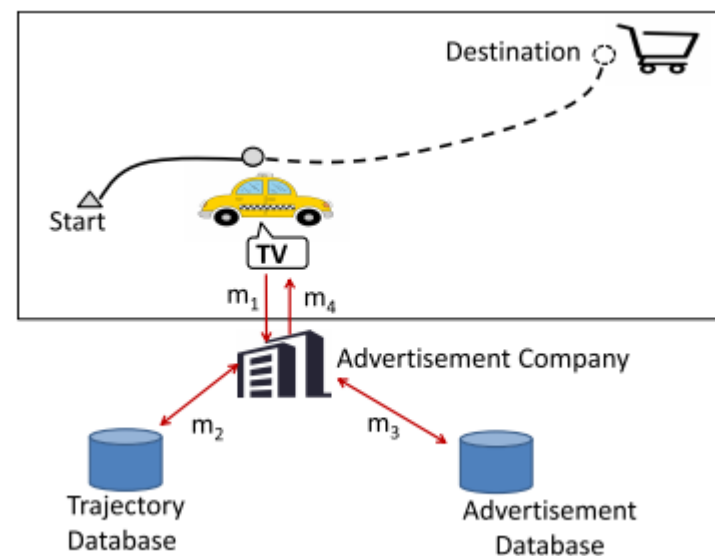 Destination
Start
TV
m₁
m₄
Advertisement Company
m₂
m₃
Trajectory
Database
Advertisement
Database